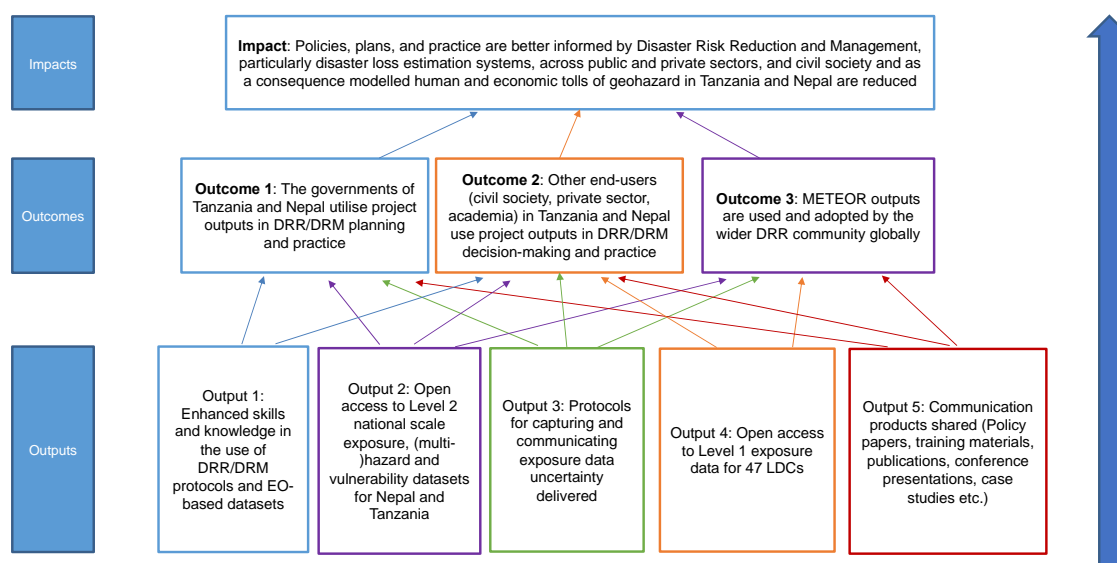 Impacts
Impact: Policies, plans, and practice are better informed by Disaster Risk Reduction and Management,
particularly disaster loss estimation systems, across public and private sectors, and civil society and as
a consequence modelled human and economic tolls of geohazard in Tanzania and Nepal are reduced
Outcomes
Outcome 1: The governments of
Tanzania and Nepal utilise project
outputs in DRR/DRM planning
and practice
Outcome 2: Other end-users
(civil society, private sector,
academia) in Tanzania and Nepal
use project outputs in DRR/DRM
decision-making and practice
Outcome 3: METEOR outputs
are used and adopted by the
wider DRR community globally
Outputs
Output 1:
Enhanced skills
and knowledge in
the use of
DRR/DRM
protocols and EO-
based datasets
Output 2: Open
access to Level 2
national scale
exposure, (multi-
)hazard and
vulnerability datasets
for Nepal and
Tanzania
Output 3: Protocols
for capturing and
communicating
exposure data
uncertainty
delivered
Output 4: Open access
to Level 1 exposure
data for 47 LDCs
Output 5: Communication
products shared (Policy
papers, training materials,
publications, conference
presentations, case
studies etc.)